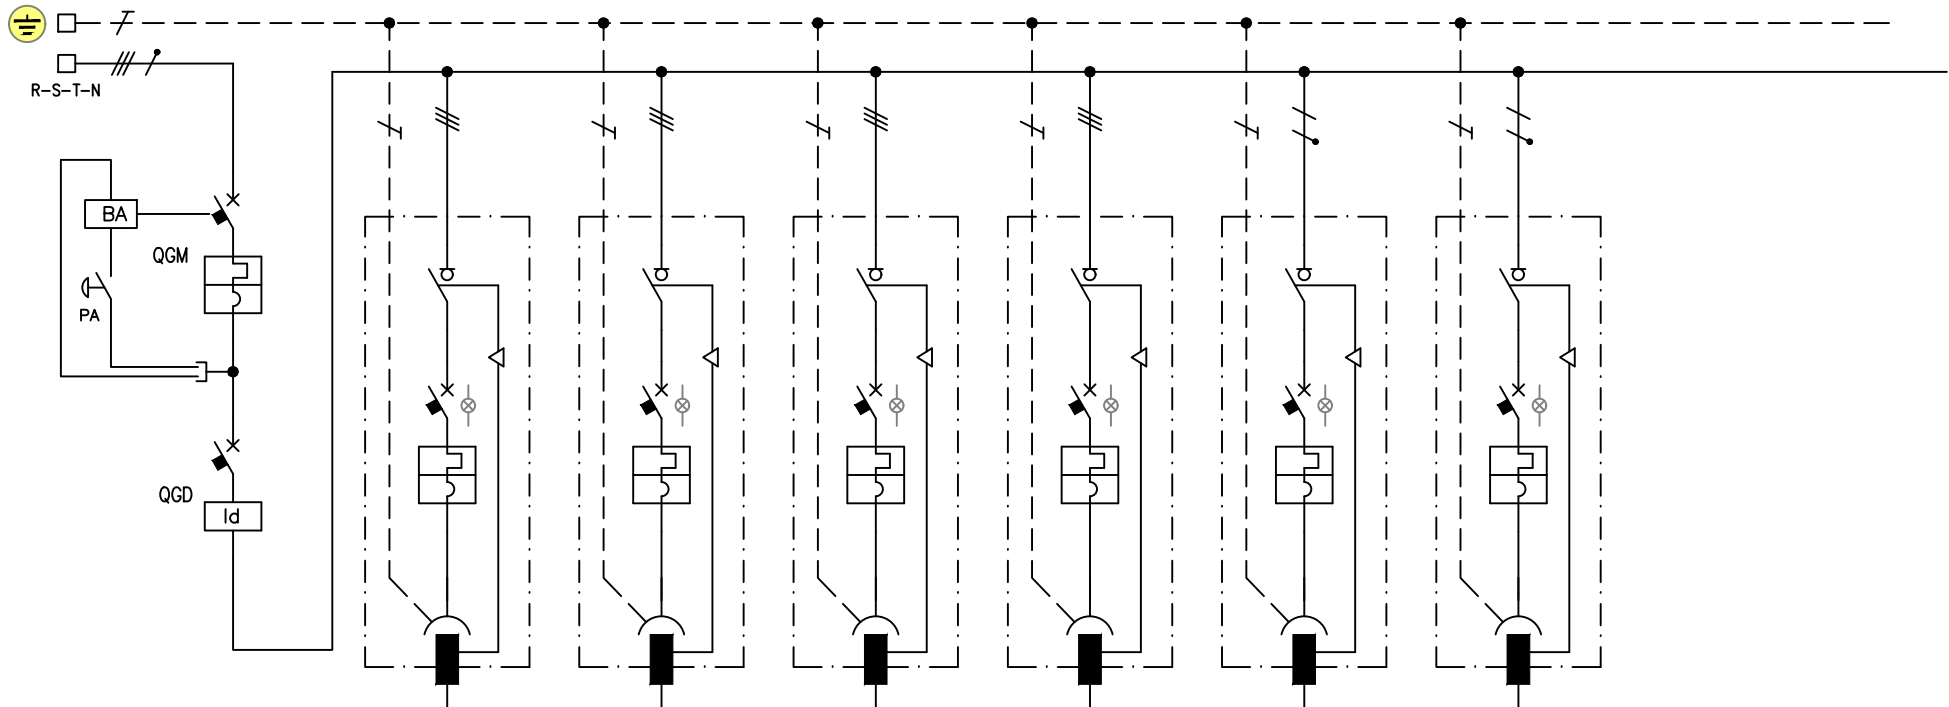 R-S-T-N
BA
QGM
PA
QGD
Id